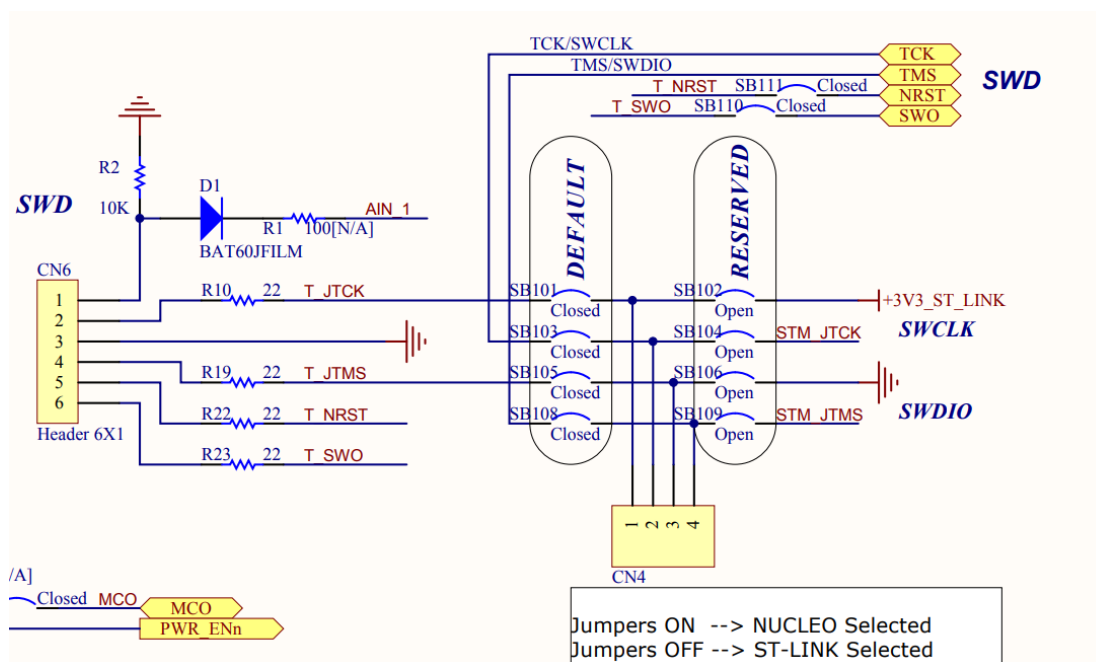 TCK/SWCLK
TCK
TMS/SWDIO
TMS
SWD
T_NRST
SB111
Closed
NRST
T_SWO
SB110
Closed
SWO
DEFAULT
RESERVED
R2
10K
SWD
D1
BAT60JFILM
R1
100[N/A]
AIN_1
CN6
1
2
3
4
5
6
Header 6X1
R10
22
T_JTCK
R19
22
T_JTMS
R22
22
T_NRST
R23
22
T_SWO
SB101
Closed
SB102
Open
+3V3_ST_LINK
SWCLK
SB103
Closed
SB104
Open
STM_JTCK
SB105
Closed
SB106
Open
SWDIO
SB108
Closed
SB109
Open
STM_JTMS
1
2
3
4
CN4
/A]
Closed
MCO
MCO
PWR_ENn
Jumpers ON --> NUCLEO Selected
Jumpers OFF --> ST-LINK Selected